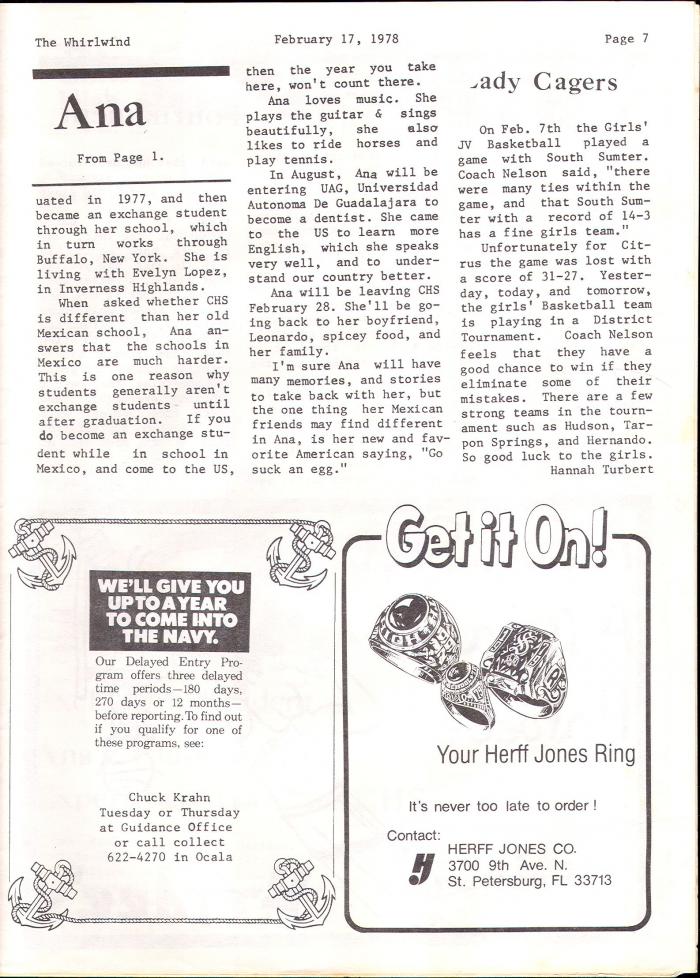 The Whirlwind
February 17, 1978
Page 7
Ana
From Page 1.
uated in 1977, and then
became an exchange student
through her school, which
in turn works through
Buffalo, New York. She is
living with Evelyn Lopez,
in Inverness Highlands.
When asked whether CHS
is different than her old
Mexican school, Ana an-
swers that the schools in
Mexico are much harder.
This is one reason why
students generally aren't
exchange students until
after graduation. If you
do become an exchange stu-
dent while in school in
Mexico, and come to the US,
then the year you take
here, won't count there.
Ana loves music. She
plays the guitar & sings
beautifully, she also
likes to ride horses and
play tennis.
In August, Ana will be
entering UAG, Universidad
Autonoma De Guadalajara to
become a dentist. She came
to the US to learn more
English, which she speaks
very well, and to under-
stand our country better.
Ana will be leaving CHS
February 28. She'll be go-
ing back to her boyfriend,
Leonardo, spicey food, and
her family.
I'm sure Ana will have
many memories, and stories
to take back with her, but
the one thing her Mexican
friends may find different
in Ana, is her new and fav-
orite American saying, "Go
suck an egg."
ady Cagers
On Feb. 7th the Girls'
JV Basketball played a
game with South Sumter.
Coach Nelson said, "there
were many ties within the
game, and that South Sum-
ter with a record of 14-3
has a fine girls team."
Unfortunately for Cit-
rus the game was lost with
a score of 31-27. Yester-
day, today, and tomorrow,
the girls' Basketball team
is playing in a District
Tournament. Coach Nelson
feels that they have a
good chance to win if they
eliminate some of their
mistakes. There are a few
strong teams in the tourn-
ament such as Hudson, Tar-
pon Springs, and Hernando.
So good luck to the girls.
Hannah Turbert
WE'LL GIVE YOU
UP TO A YEAR
TO COME INTO
THE NAVY.
Our Delayed Entry Pro-
gram offers three delayed
time periods—180 days,
270 days or 12 months—
before reporting. To find out
if you qualify for one of
these programs, see:
Chuck Krahn
Tuesday or Thursday
at Guidance Office
or call collect
622-4270 in Ocala
Get it On!
Your Herff Jones Ring
It's never too late to order !
Contact:
HERFF JONES CO.
3700 9th Ave. N.
St. Petersburg, FL 33713